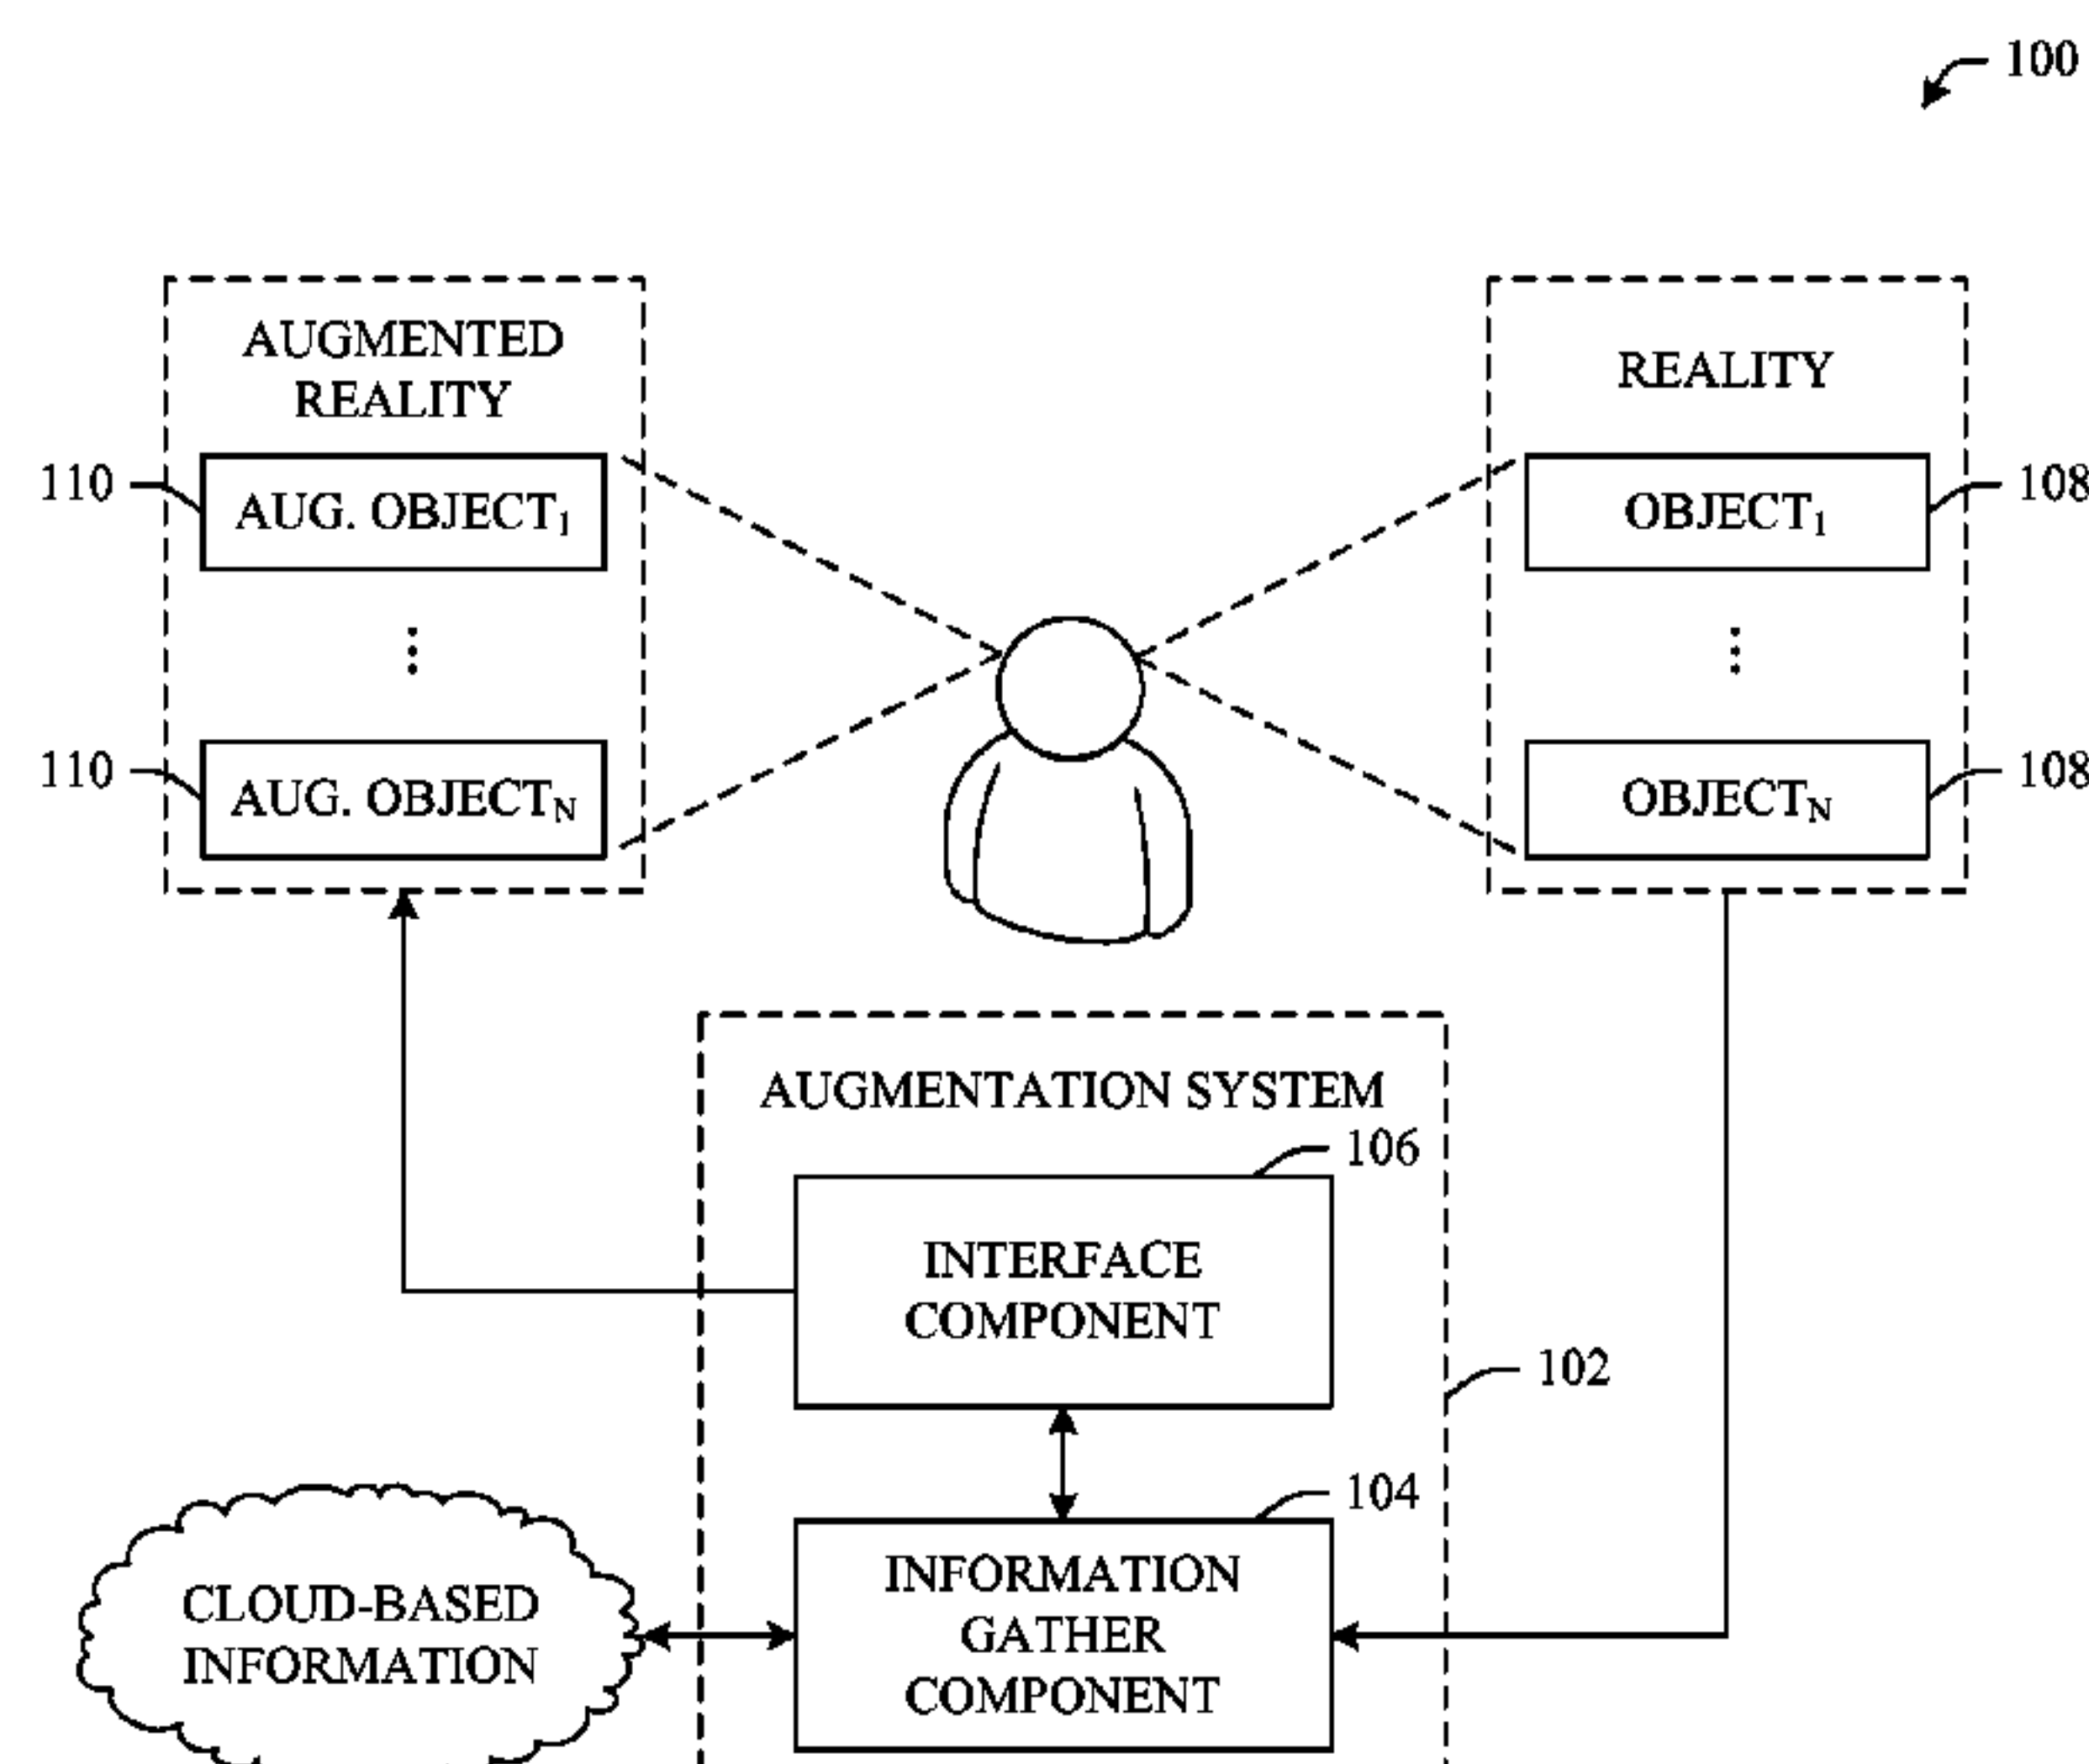 100
AUGMENTED
REALITY
REALITY
110
AUG. OBJECT₁
OBJECT₁
108
110
AUG. OBJECTN
OBJECTN
108
AUGMENTATION SYSTEM
106
INTERFACE
COMPONENT
102
104
INFORMATION
GATHER
COMPONENT
CLOUD-BASED
INFORMATION